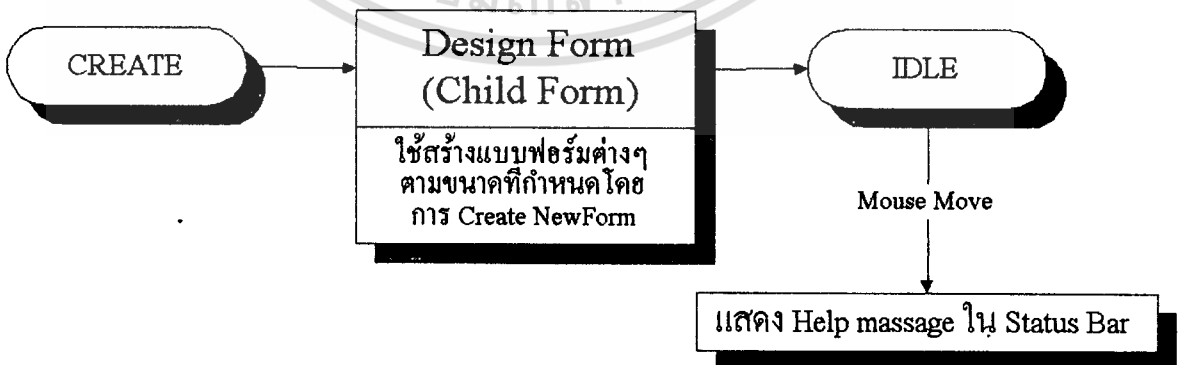 CREATE
Design Form
(Child Form)
ใช้สร้างแบบฟอร์มต่างๆ
ตามขนาดที่กำหนดโดย
การ Create NewForm
IDLE
Mouse Move
แสดง Help massage ใน Status Bar